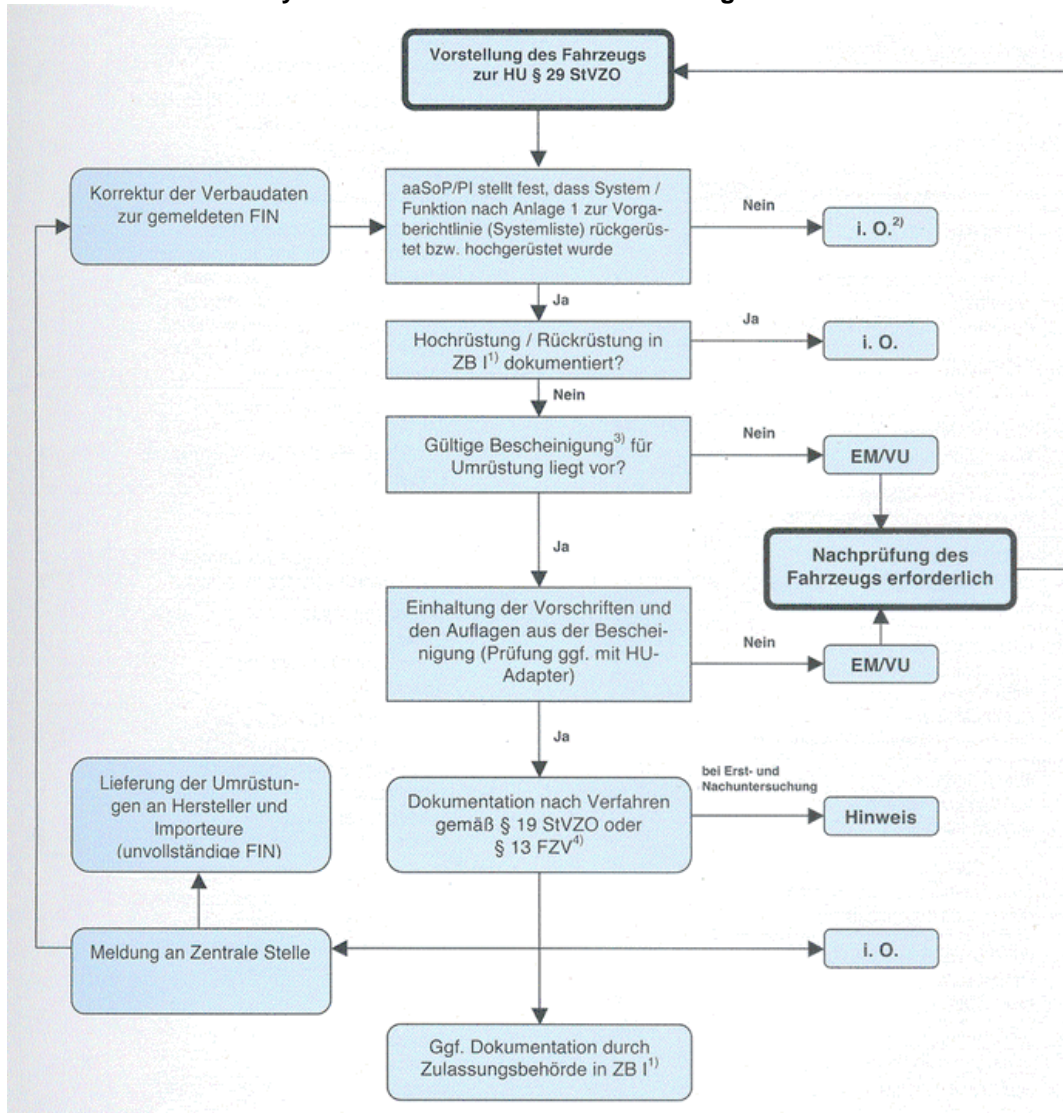 Vorstellung des Fahrzeugs
zur HU § 29 StVZO
Korrektur der Verbaudaten
zur gemeldeten FIN
aaSoP/PI stellt fest, dass System /
Funktion nach Anlage 1 zur Vorga-
berichtlinie (Systemliste) rückgerüs-
tet bzw. hochgerüstet wurde
Nein
i. O.2)
Ja
Hochrüstung / Rückrüstung in
ZB I1) dokumentiert?
Ja
i. O.
Nein
Gültige Bescheinigung3) für
Umrüstung liegt vor?
Nein
EM/VU
Ja
Nachprüfung des
Fahrzeugs erforderlich
Einhaltung der Vorschriften und
den Auflagen aus der Beschei-
nigung (Prüfung ggf. mit HU-
Adapter)
Nein
EM/VU
Ja
Lieferung der Umrüstun-
gen an Hersteller und
Importeure
(unvollständige FIN)
Dokumentation nach Verfahren
gemäß § 19 StVZO oder
§ 13 FZV4)
bei Erst- und
Nachuntersuchung
Hinweis
Meldung an Zentrale Stelle
i. O.
Ggf. Dokumentation durch
Zulassungsbehörde in ZB I1)